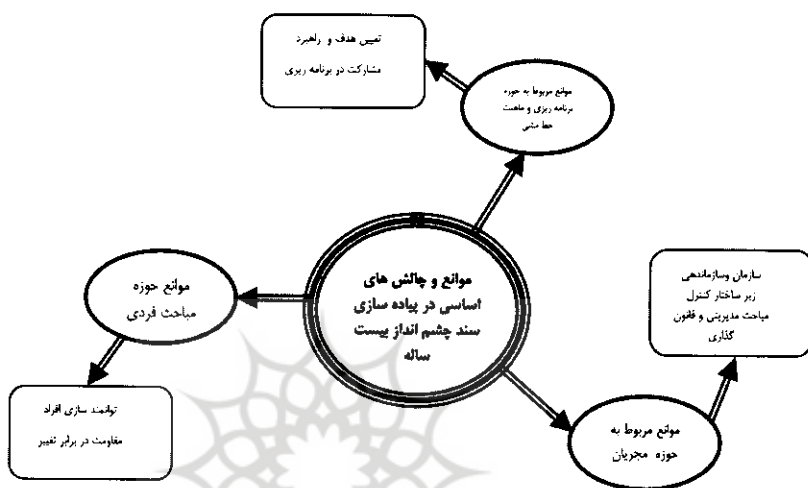 تعیین هدف و راهبرد
مشارکت در برنامه ریزی
موانع مربوط به حوزه
برنامه ریزی و ماهیت
خط مشی
موانع و چالش های
اساسی در پیاده سازی
سند چشم انداز بیست
ساله
موانع حوزه
مباحث فردی
توانمند سازی افراد
مقاومت در برابر تغییر
سازمان وسازماندهی
زیر ساختار کنترل
مباحث مدیریتی و قانون
گذاری
موانع مربوط به
حوزه مجریان